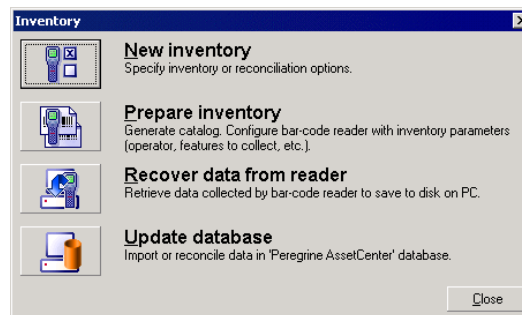 Inventory
New inventory
Specify inventory or reconciliation options.
Prepare inventory
Generate catalog. Configure bar-code reader with inventory parameters
(operator, features to collect, etc.).
Recover data from reader
Retrieve data collected by bar-code reader to save to disk on PC.
Update database
Import or reconcile data in 'Peregrine AssetCenter' database.
Close